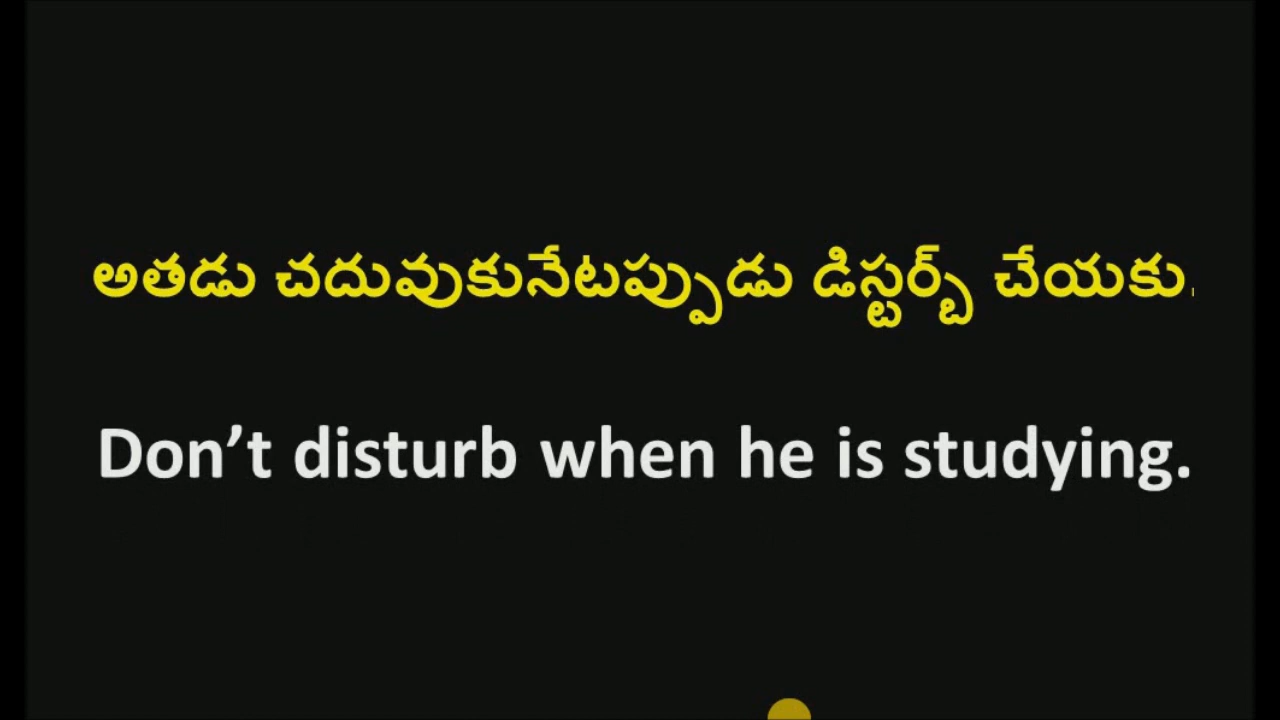 అతడు చదువుకునేటప్పుడు డిస్టర్బ్ చేయకు.
Don’t disturb when he is studying.